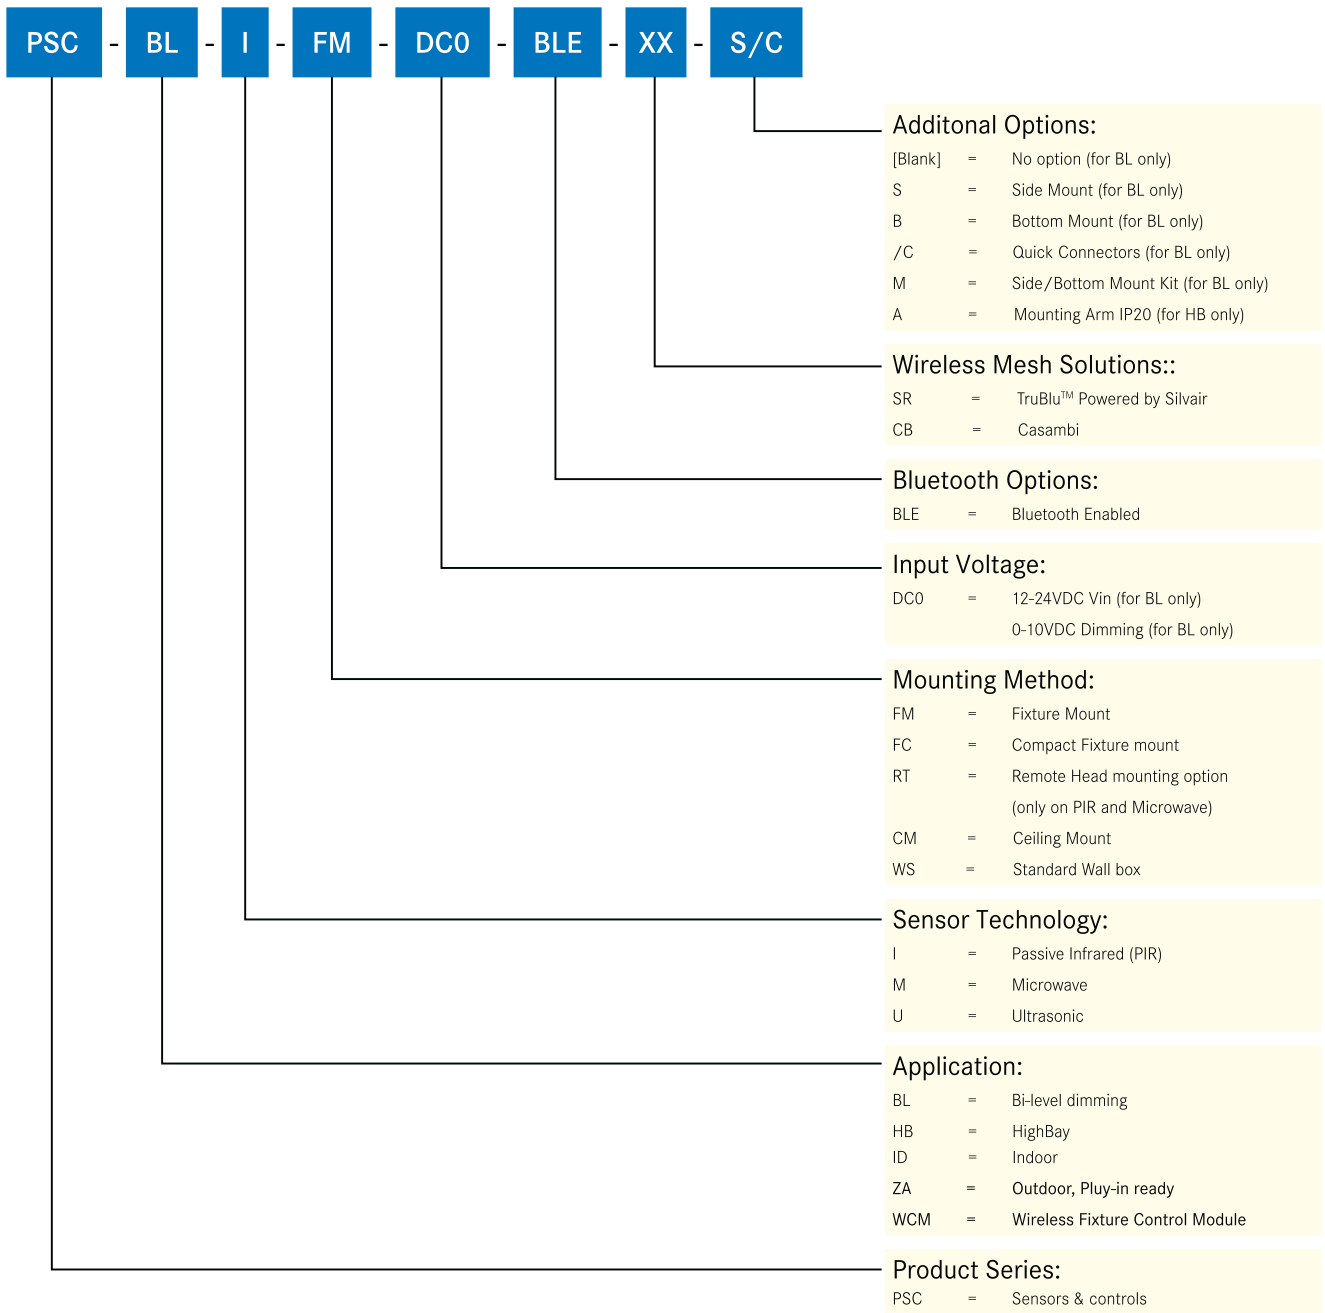 PSC - BL - I - FM - DC0 - BLE - XX - S/C
Additonal Options:
[Blank] = No option (for BL only)
S = Side Mount (for BL only)
B = Bottom Mount (for BL only)
/C = Quick Connectors (for BL only)
M = Side/Bottom Mount Kit (for BL only)
A = Mounting Arm IP20 (for HB only)
Wireless Mesh Solutions::
SR = TruBlu™ Powered by Silvair
CB = Casambi
Bluetooth Options:
BLE = Bluetooth Enabled
Input Voltage:
DC0 = 12-24VDC Vin (for BL only)
0-10VDC Dimming (for BL only)
Mounting Method:
FM = Fixture Mount
FC = Compact Fixture mount
RT = Remote Head mounting option
(only on PIR and Microwave)
CM = Ceiling Mount
WS = Standard Wall box
Sensor Technology:
I = Passive Infrared (PIR)
M = Microwave
U = Ultrasonic
Application:
BL = Bi-level dimming
HB = HighBay
ID = Indoor
ZA = Outdoor, Pluy-in ready
WCM = Wireless Fixture Control Module
Product Series:
PSC = Sensors & controls